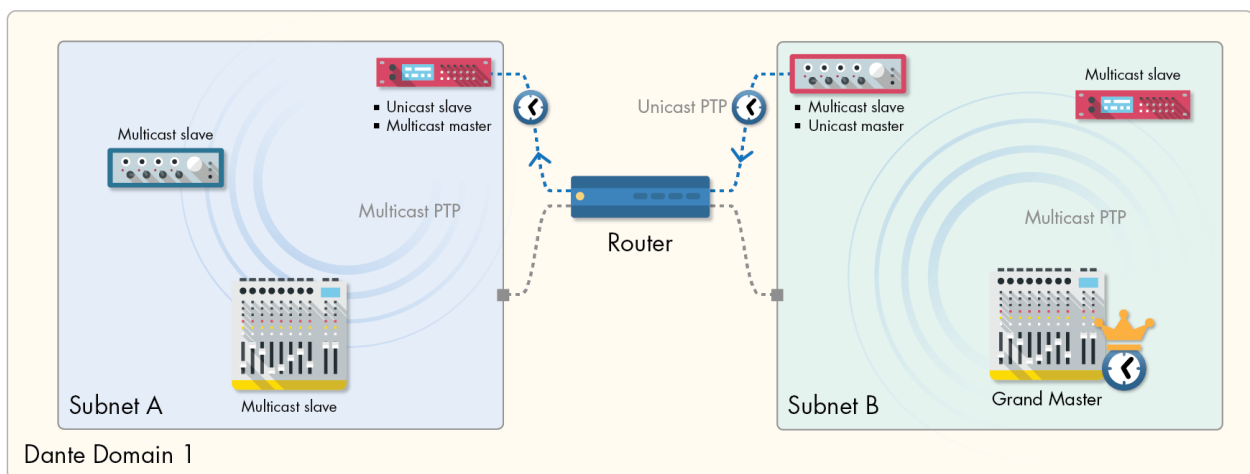 Multicast slave
▪ Unicast slave
▪ Multicast master
Multicast PTP
Multicast slave
Subnet A
Unicast PTP
Router
▪ Multicast slave
▪ Unicast master
Multicast slave
Multicast PTP
Grand Master
Subnet B
Dante Domain 1